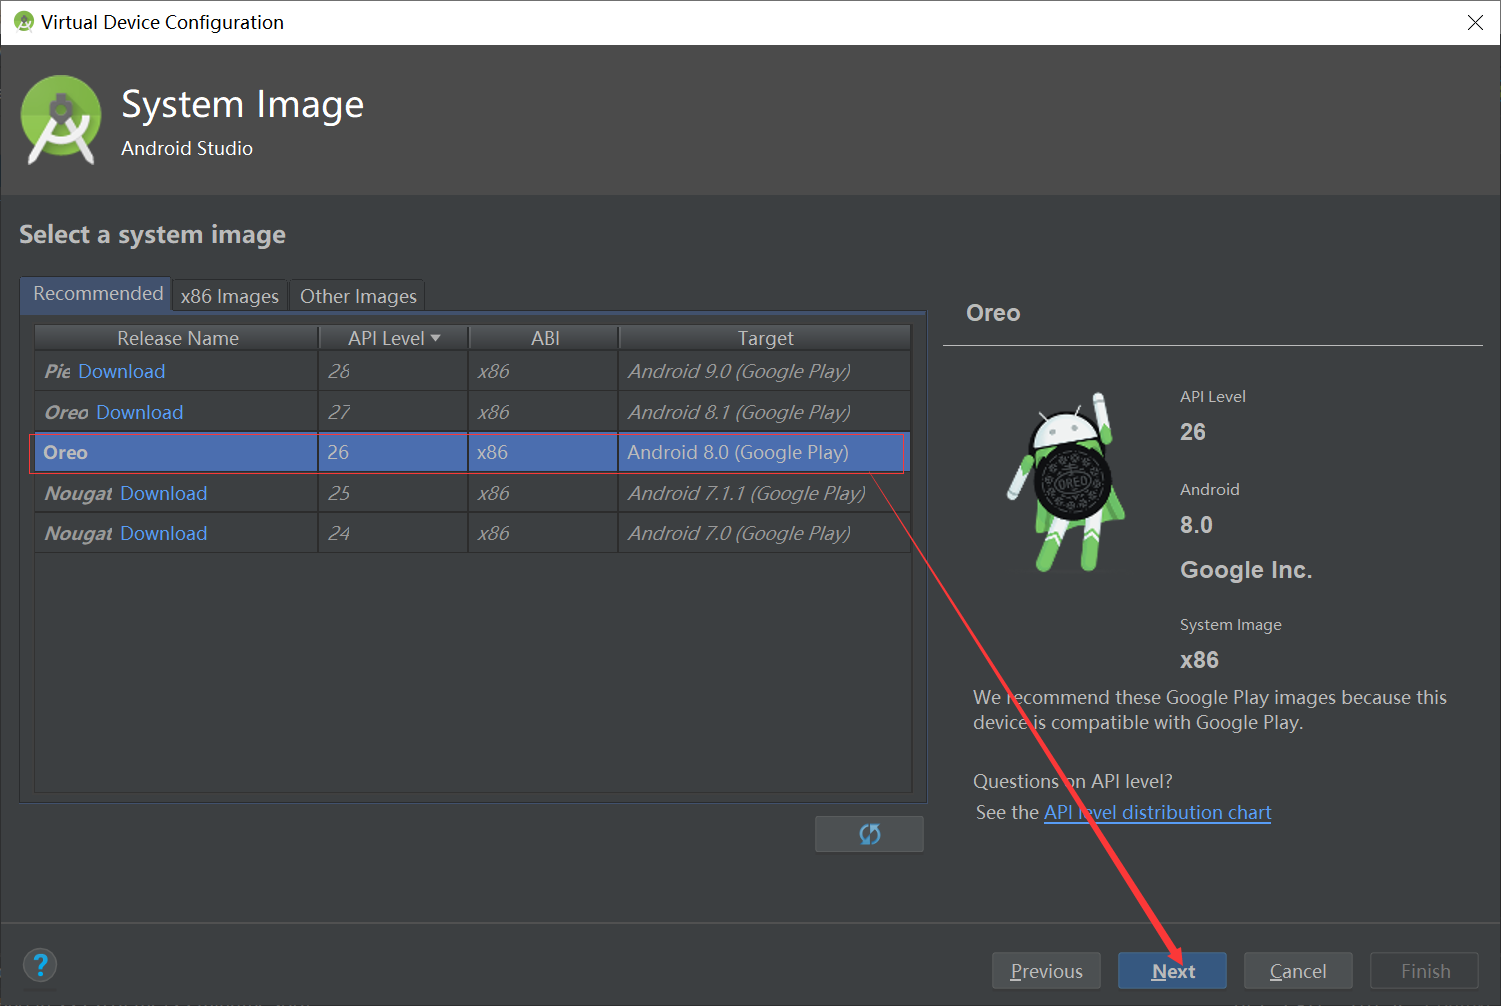 Virtual Device Configuration
System Image
Android Studio
Select a system image
Recommended x86 Images Other Images
Release Name API Level ABI Target
Pie Download 28 x86 Android 9.0 (Google Play)
Oreo Download 27 x86 Android 8.1 (Google Play)
Oreo 26 x86 Android 8.0 (Google Play)
Nougat Download 25 x86 Android 7.1.1 (Google Play)
Nougat Download 24 x86 Android 7.0 (Google Play)
Oreo
OREO
API Level
26
Android
8.0
Google Inc.
System Image
x86
We recommend these Google Play images because this
device is compatible with Google Play.
Questions on API level?
See the API level distribution chart
?
Previous Next Cancel Finish